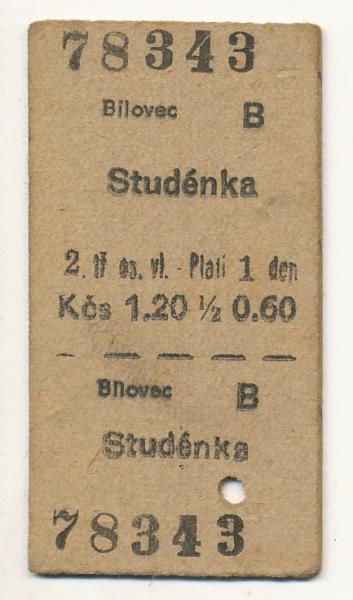 78343
Bílovec B
Studénka
2 tř os. vl. - Platí 1 den
Kčs 1.20 ½ 0.60
Bílovec B
Studénka
78343